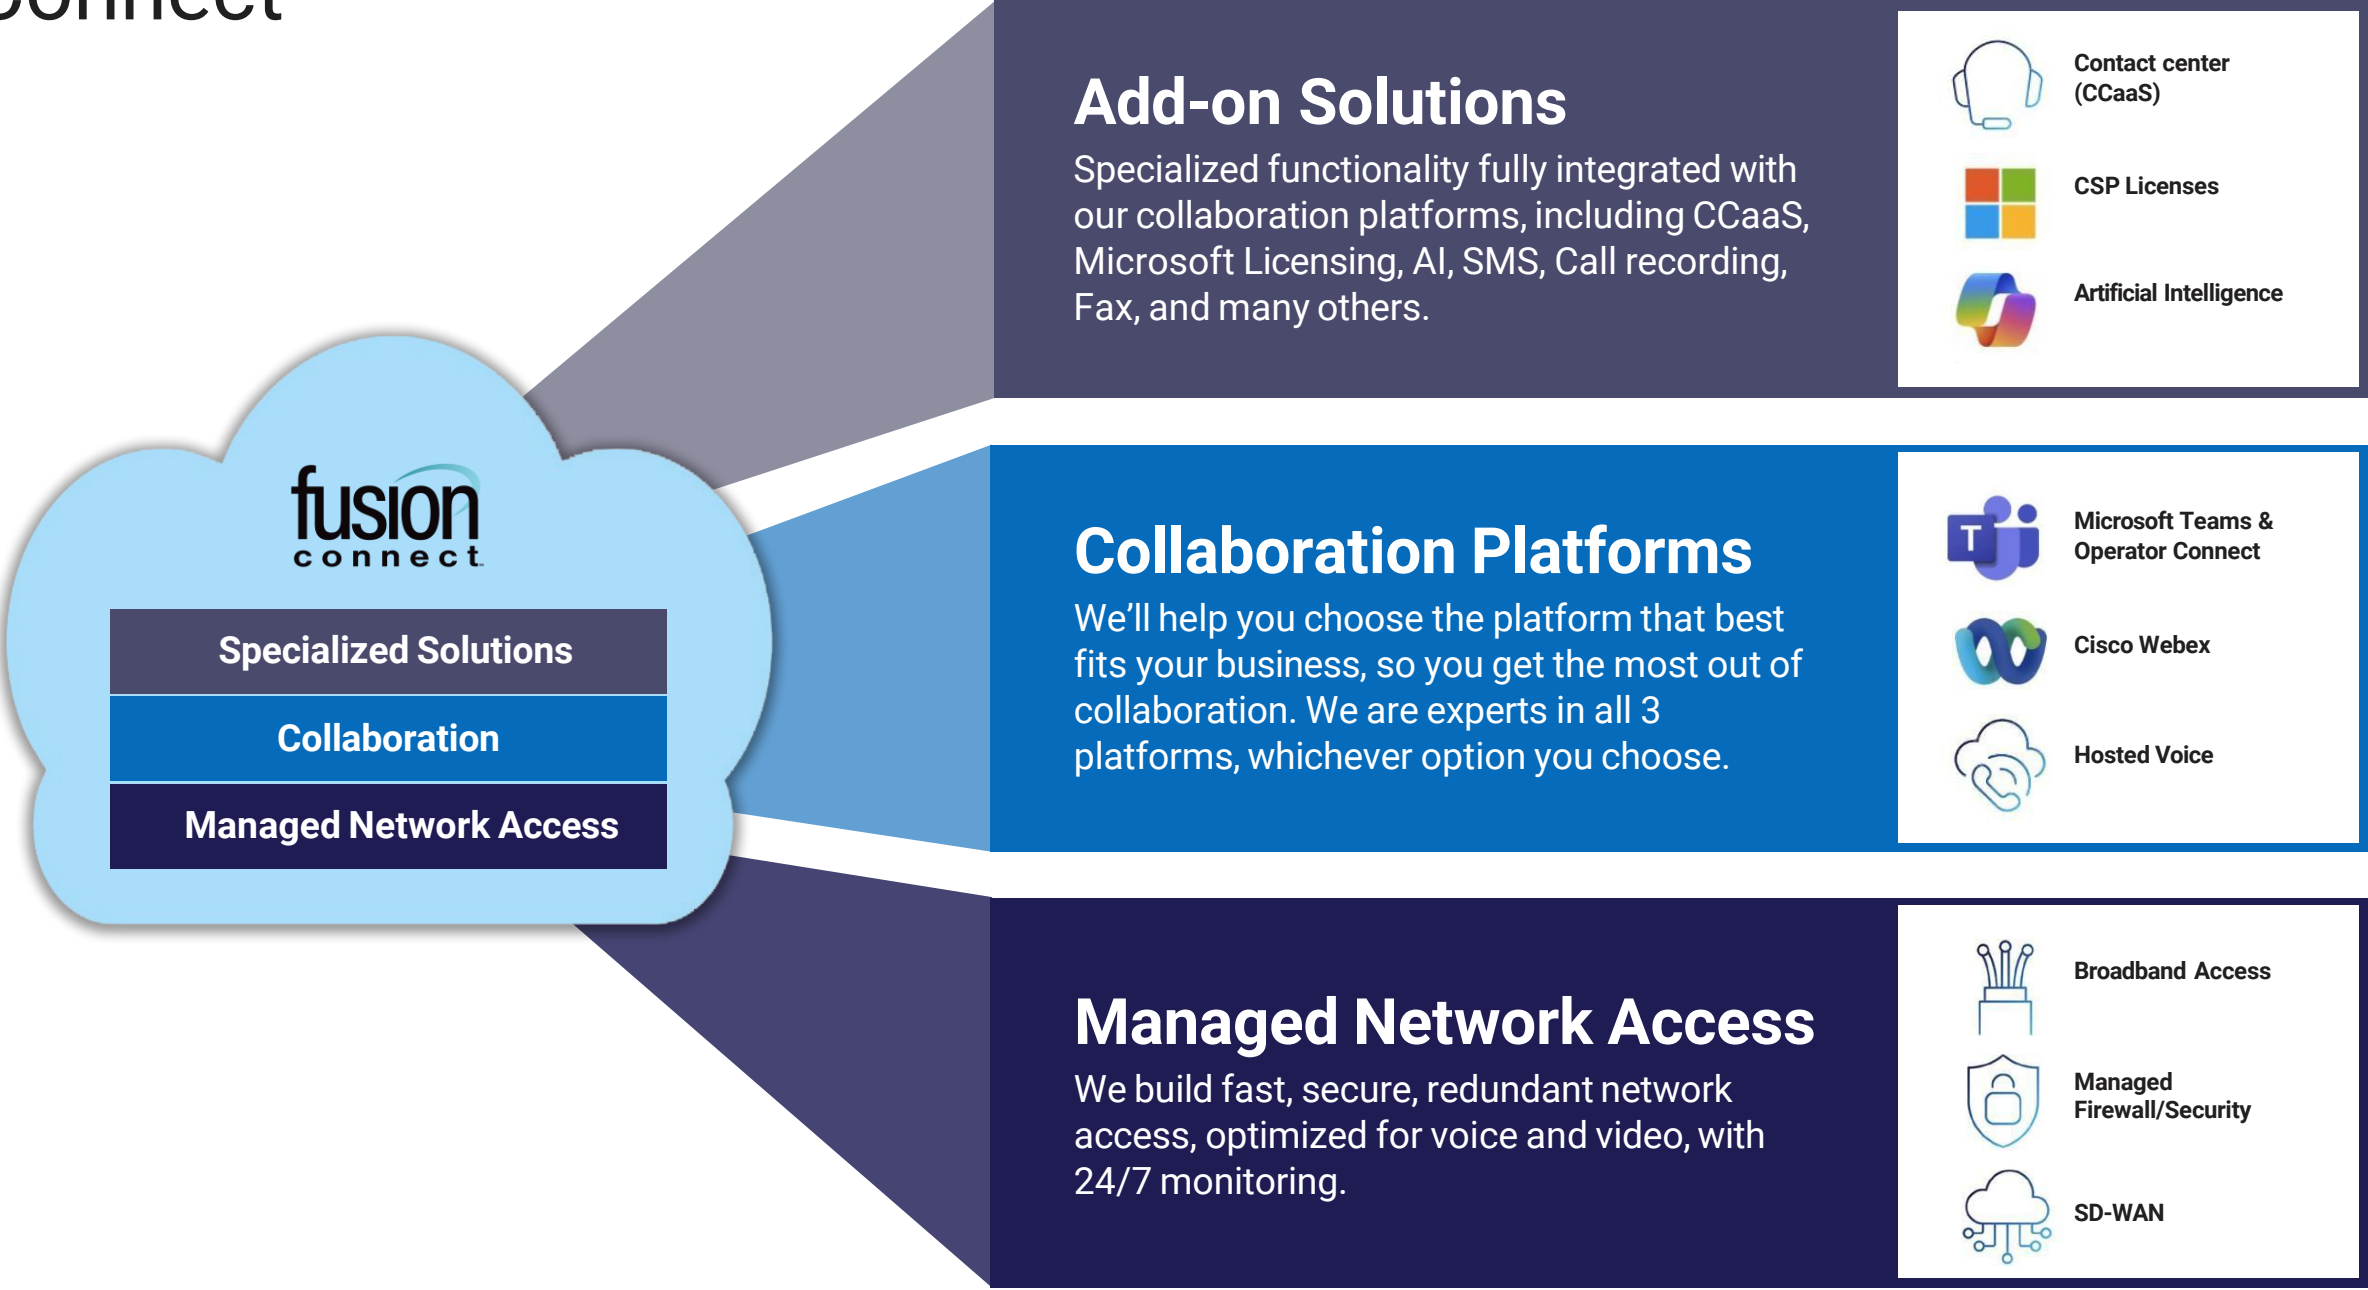 Connect
fusion
connect
Specialized Solutions
Collaboration
Managed Network Access
Add-on Solutions
Specialized functionality fully integrated with
our collaboration platforms, including CCaaS,
Microsoft Licensing, AI, SMS, Call recording,
Fax, and many others.
Contact center
(CCaaS)
CSP Licenses
Artificial Intelligence
Collaboration Platforms
We’ll help you choose the platform that best
fits your business, so you get the most out of
collaboration. We are experts in all 3
platforms, whichever option you choose.
T
Microsoft Teams &
Operator Connect
Cisco Webex
Hosted Voice
Managed Network Access
We build fast, secure, redundant network
access, optimized for voice and video, with
24/7 monitoring.
Broadband Access
Managed
Firewall/Security
SD-WAN